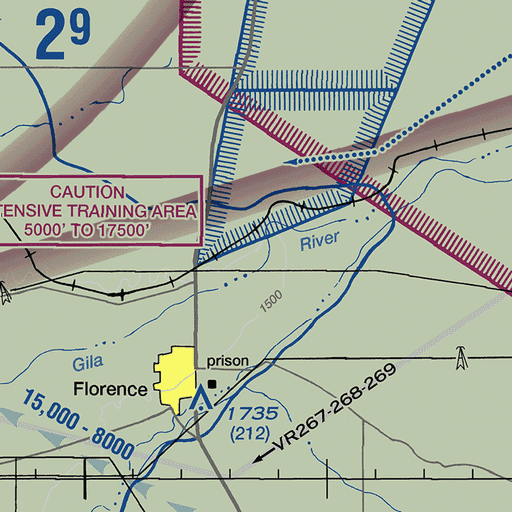 29
CAUTION
TENSIVE TRAINING AREA
5000' TO 17500'
River
1500
Gila
prison
Florence
1735
(212)
15,000 - 8000
VR267-268-269